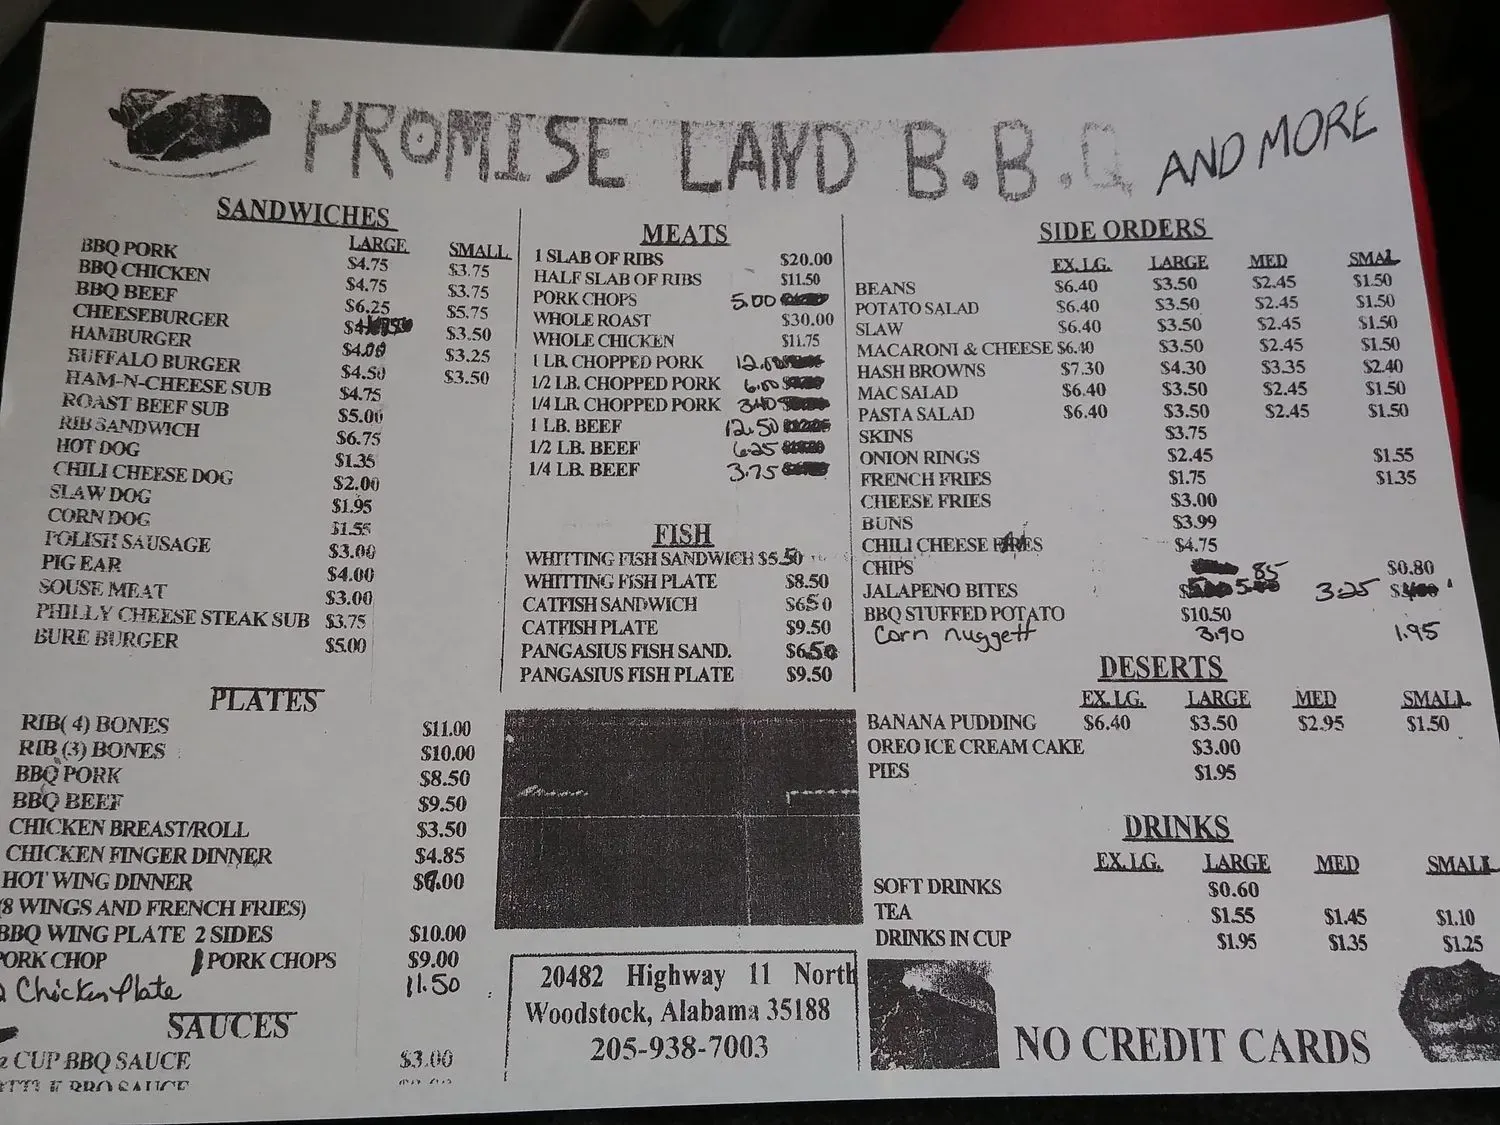 PROMISE LAND B.B.Q AND MORE
SANDWICHES
LARGE SMALL
BBQ PORK $4.75 $3.75
BBQ CHICKEN $4.75 $3.75
BBQ BEEF $6.25 $5.75
CHEESEBURGER $3.50
HAMBURGER $4.00 $3.25
BUFFALO BURGER $4.50 $3.50
HAM-N-CHEESE SUB $4.75
ROAST BEEF SUB $5.00
RIB SANDWICH $6.75
HOT DOG $1.35
CHILI CHEESE DOG $2.00
SLAW DOG $1.95
CORN DOG $1.55
POLISH SAUSAGE $3.00
PIG EAR $4.00
SOUSE MEAT $3.00
PHILLY CHEESE STEAK SUB $3.75
BURE BURGER $5.00
PLATES
RIB( 4) BONES $11.00
RIB (3) BONES $10.00
BBQ PORK $8.50
BBQ BEEF $9.50
CHICKEN BREAST/ROLL $3.50
CHICKEN FINGER DINNER $4.85
HOT WING DINNER
(8 WINGS AND FRENCH FRIES)
BBQ WING PLATE 2 SIDES $10.00
PORK CHOP PORK CHOPS $9.00
Chicken Plate 11.50
SAUCES
CUP BBQ SAUCE $3.00
BBQ SAUCE
MEATS
1 SLAB OF RIBS $20.00
HALF SLAB OF RIBS $11.50
PORK CHOPS 5.00
WHOLE ROAST $30.00
WHOLE CHICKEN $11.75
1 LB. CHOPPED PORK 12.00
1/2 LB. CHOPPED PORK 6.00
1/4 LB. CHOPPED PORK 3.40
1 LB. BEEF 12.50
1/2 LB. BEEF 6.25
1/4 LB. BEEF 3.75
FISH
WHITTING FISH SANDWICH $5.50
WHITTING FISH PLATE $8.50
CATFISH SANDWICH $6.50
CATFISH PLATE $9.50
PANGASIUS FISH SAND. $6.50
PANGASIUS FISH PLATE $9.50
20482 Highway 11 North
Woodstock, Alabama 35188
205-938-7003
SIDE ORDERS
EX.LG. LARGE MED SMAL
BEANS $6.40 $3.50 $2.45 $1.50
POTATO SALAD $6.40 $3.50 $2.45 $1.50
SLAW $6.40 $3.50 $2.45 $1.50
MACARONI & CHEESE $6.40 $3.50 $2.45 $1.50
HASH BROWNS $7.30 $4.30 $3.35 $2.40
MAC SALAD $6.40 $3.50 $2.45 $1.50
PASTA SALAD $6.40 $3.50 $2.45 $1.50
SKINS $3.75
ONION RINGS $2.45 $1.55
FRENCH FRIES $1.75 $1.35
CHEESE FRIES $3.00
BUNS $3.99
CHILI CHEESE FRIES $4.75
CHIPS 85 $0.80
JALAPENO BITES 3.25
BBQ STUFFED POTATO $10.50
Corn nuggett 3.90 1.95
DESERTS
EX.LG. LARGE MED SMALL
BANANA PUDDING $6.40 $3.50 $2.95 $1.50
OREO ICE CREAM CAKE $3.00
PIES $1.95
DRINKS
EX.LG. LARGE MED SMALL
SOFT DRINKS $0.60
TEA $1.55 $1.45 $1.10
DRINKS IN CUP $1.95 $1.35 $1.25
NO CREDIT CARDS